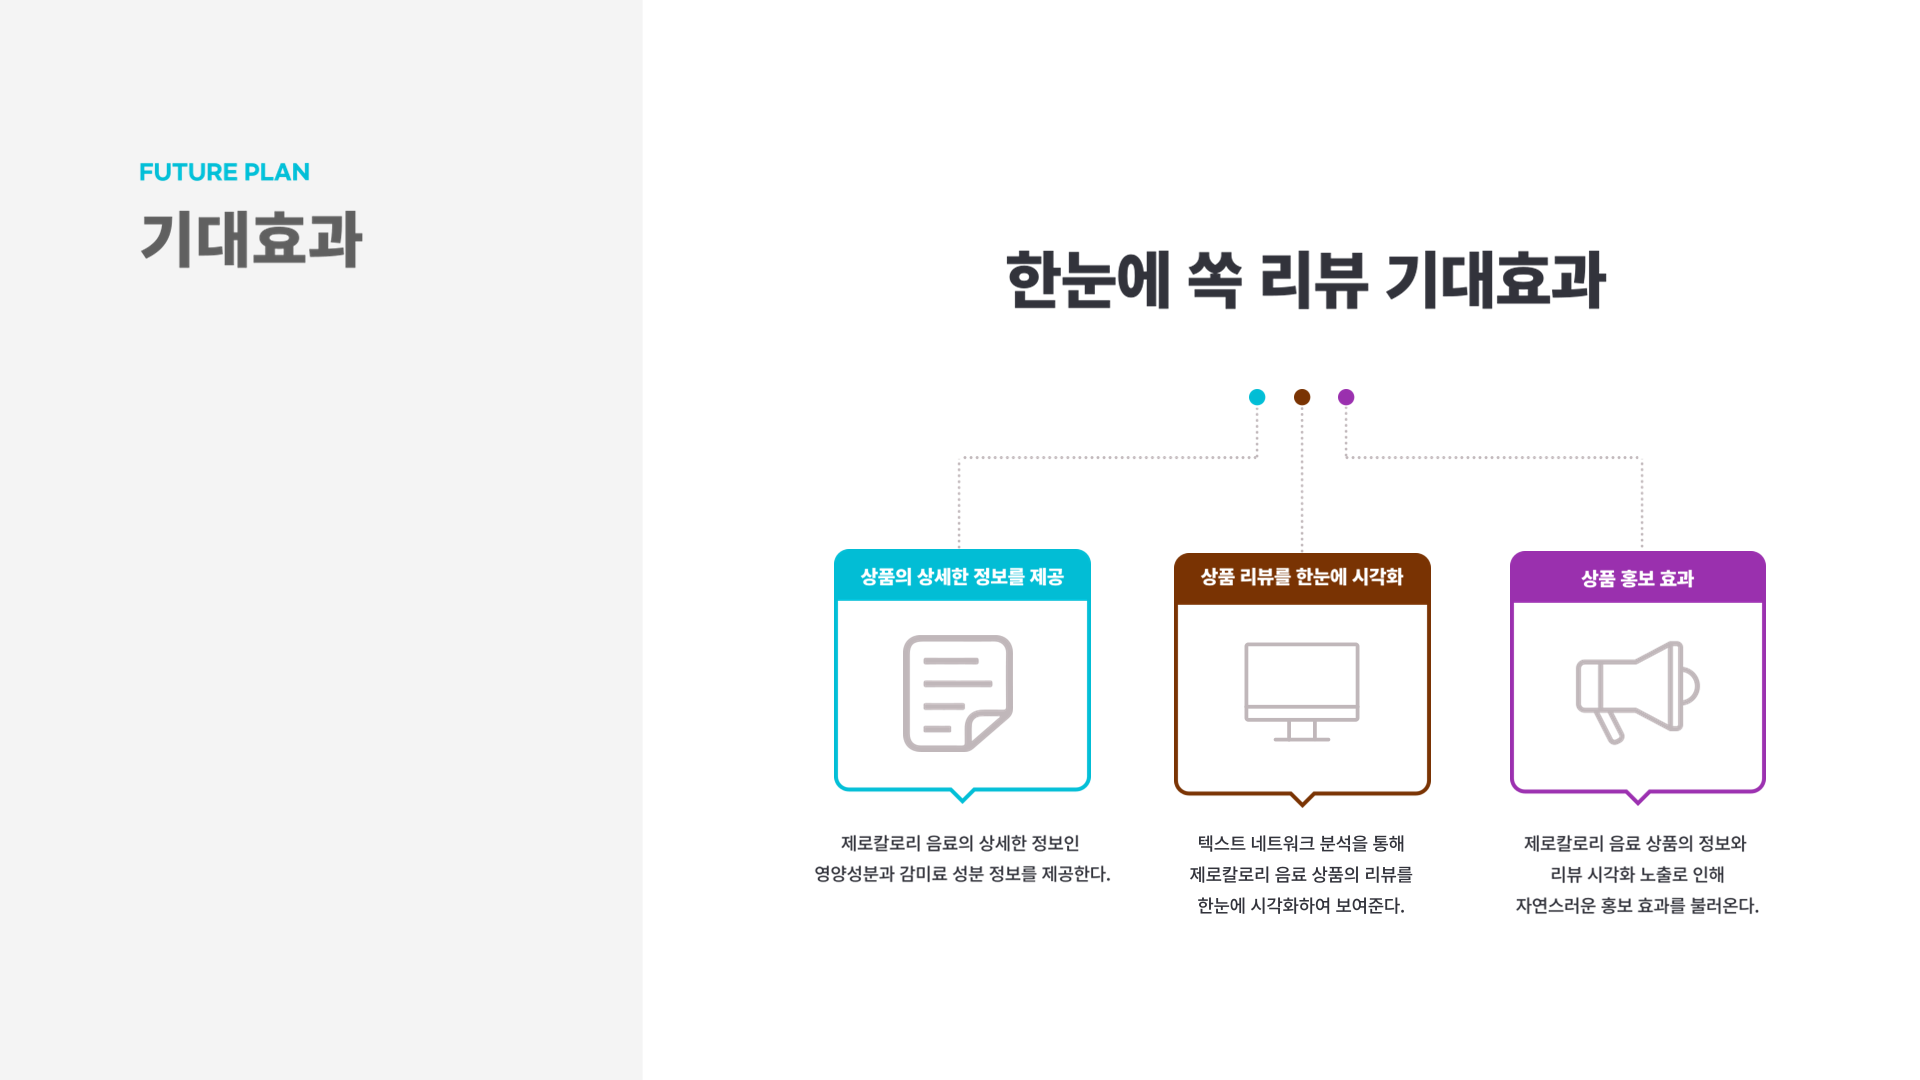 FUTURE PLAN
기대효과
한눈에 쏙 리뷰 기대효과
상품의 상세한 정보를 제공
제로칼로리 음료의 상세한 정보인
영양성분과 감미료 성분 정보를 제공한다.
상품 리뷰를 한눈에 시각화
텍스트 네트워크 분석을 통해
제로칼로리 음료 상품의 리뷰를
한눈에 시각화하여 보여준다.
상품 홍보 효과
제로칼로리 음료 상품의 정보와
리뷰 시각화 노출로 인해
자연스러운 홍보 효과를 불러온다.